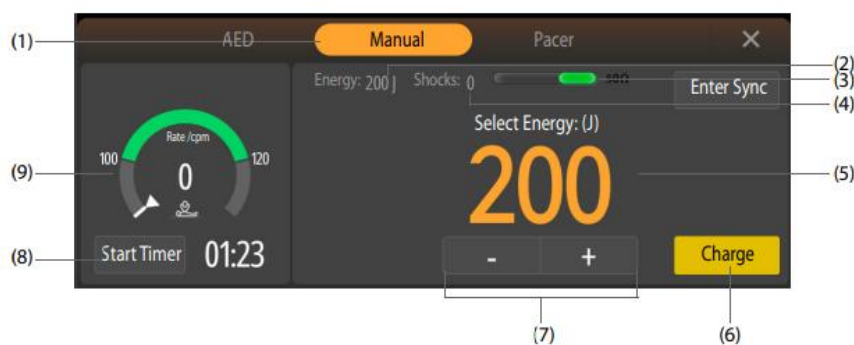 (1) AED Manual Pacer ×
(2)
Energy: 200 J Shocks: 0 50Ω (3)
Enter Sync
(4)
Select Energy: (J)
Rate /cpm
100 120
(9) 0 200 (5)
(8) Start Timer 01:23 - + Charge
(7) (6)